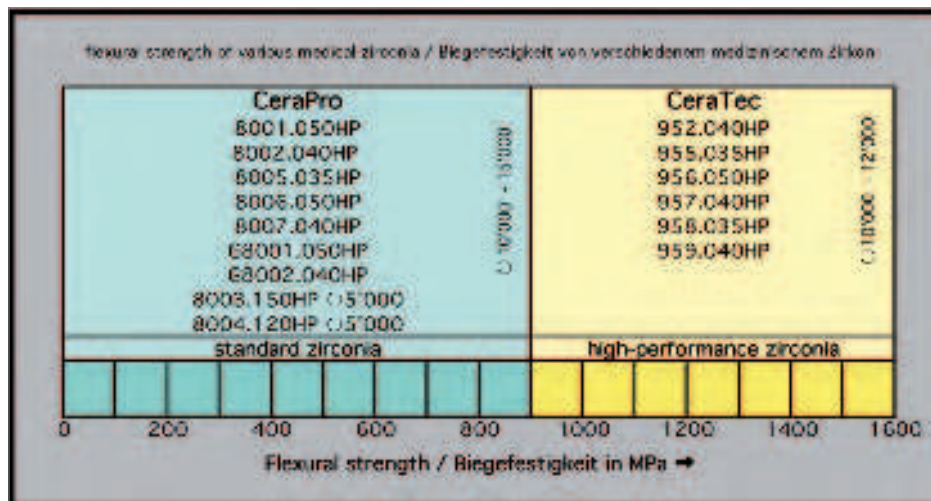 flexural strength of various medical zirconia / Biegefestigkeit von verschiedenem medizinischem Zirkon
CeraPro
8001.050HP
8002.040HP
8005.035HP
8006.050HP
8007.040HP
68001.050HP
68002.040HP
8003.150HP 5'000
8004.120HP 5'000
10'000 - 15'000
standard zirconia
CeraTec
952.040HP
955.035HP
956.050HP
957.040HP
958.035HP
959.040HP
10'000 - 12'000
high-performance zirconia
0 200 400 600 800 1000 1200 1400 1600
Flexural strength / Biegefestigkeit in MPa →